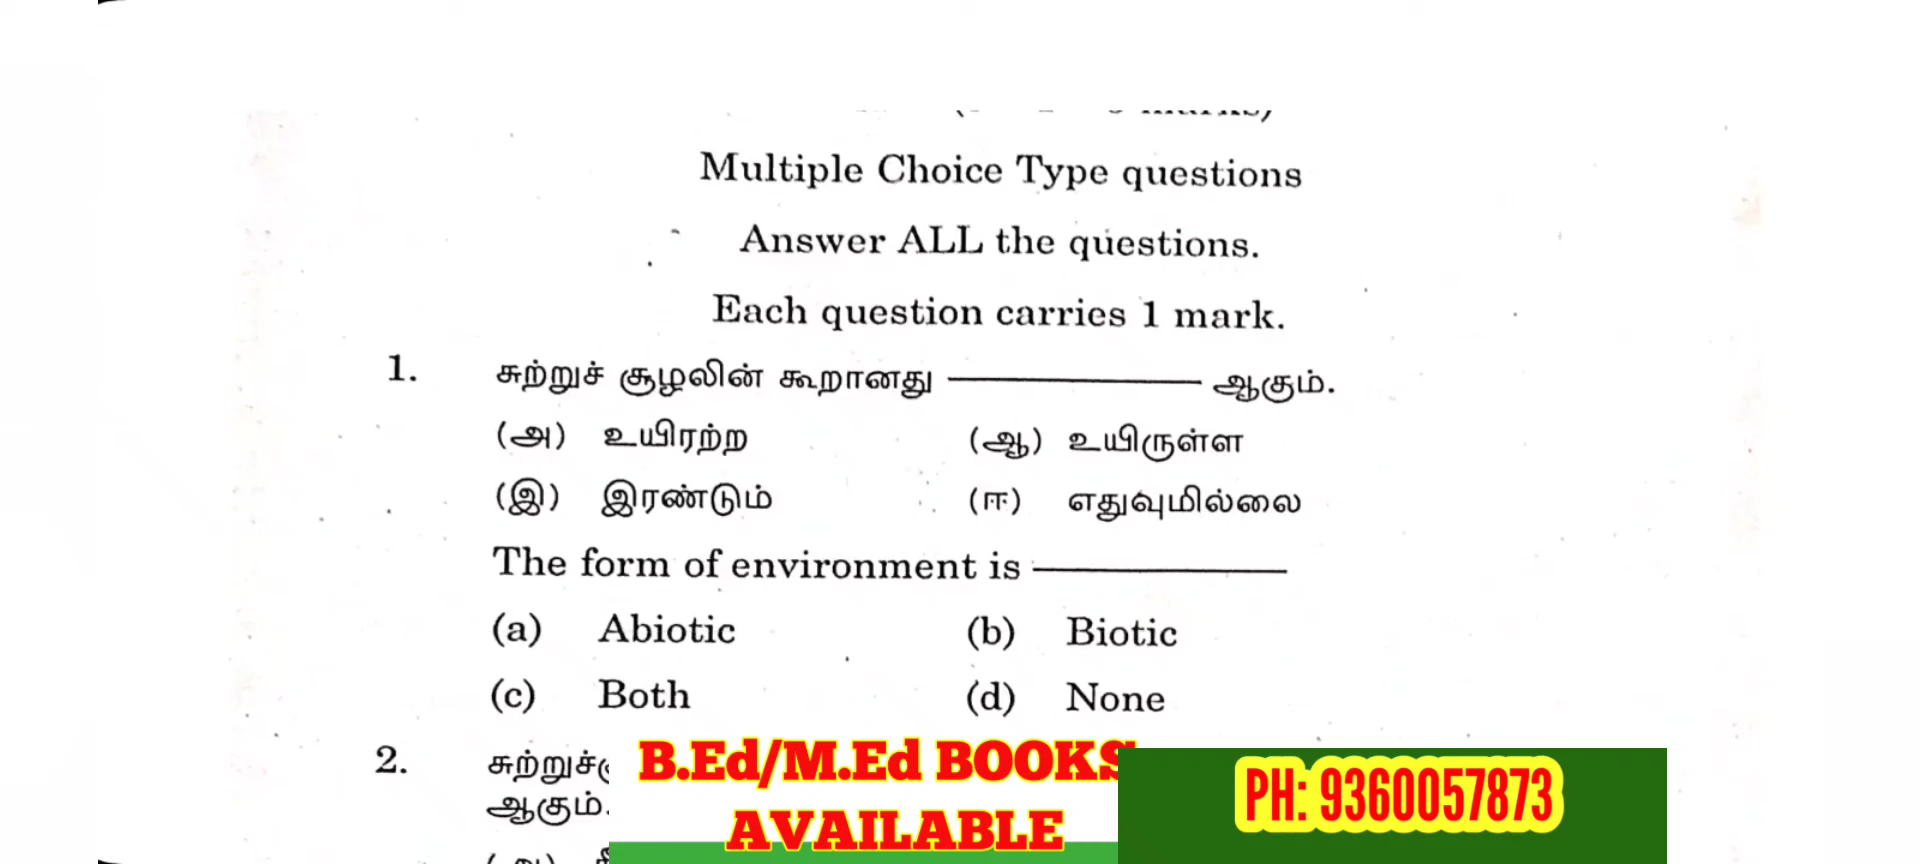 Multiple Choice Type questions
Answer ALL the questions.
Each question carries 1 mark.
1. சுற்றுச் சூழலின் கூறானது ———— ஆகும்.
(அ) உயிரற்ற (ஆ) உயிருள்ள
(இ) இரண்டும் (ஈ) எதுவுமில்லை
The form of environment is ————
(a) Abiotic (b) Biotic
(c) Both (d) None
2. சுற்றுச்
ஆகும்.
B.Ed/M.Ed BOOKS
AVAILABLE
PH: 9360057873